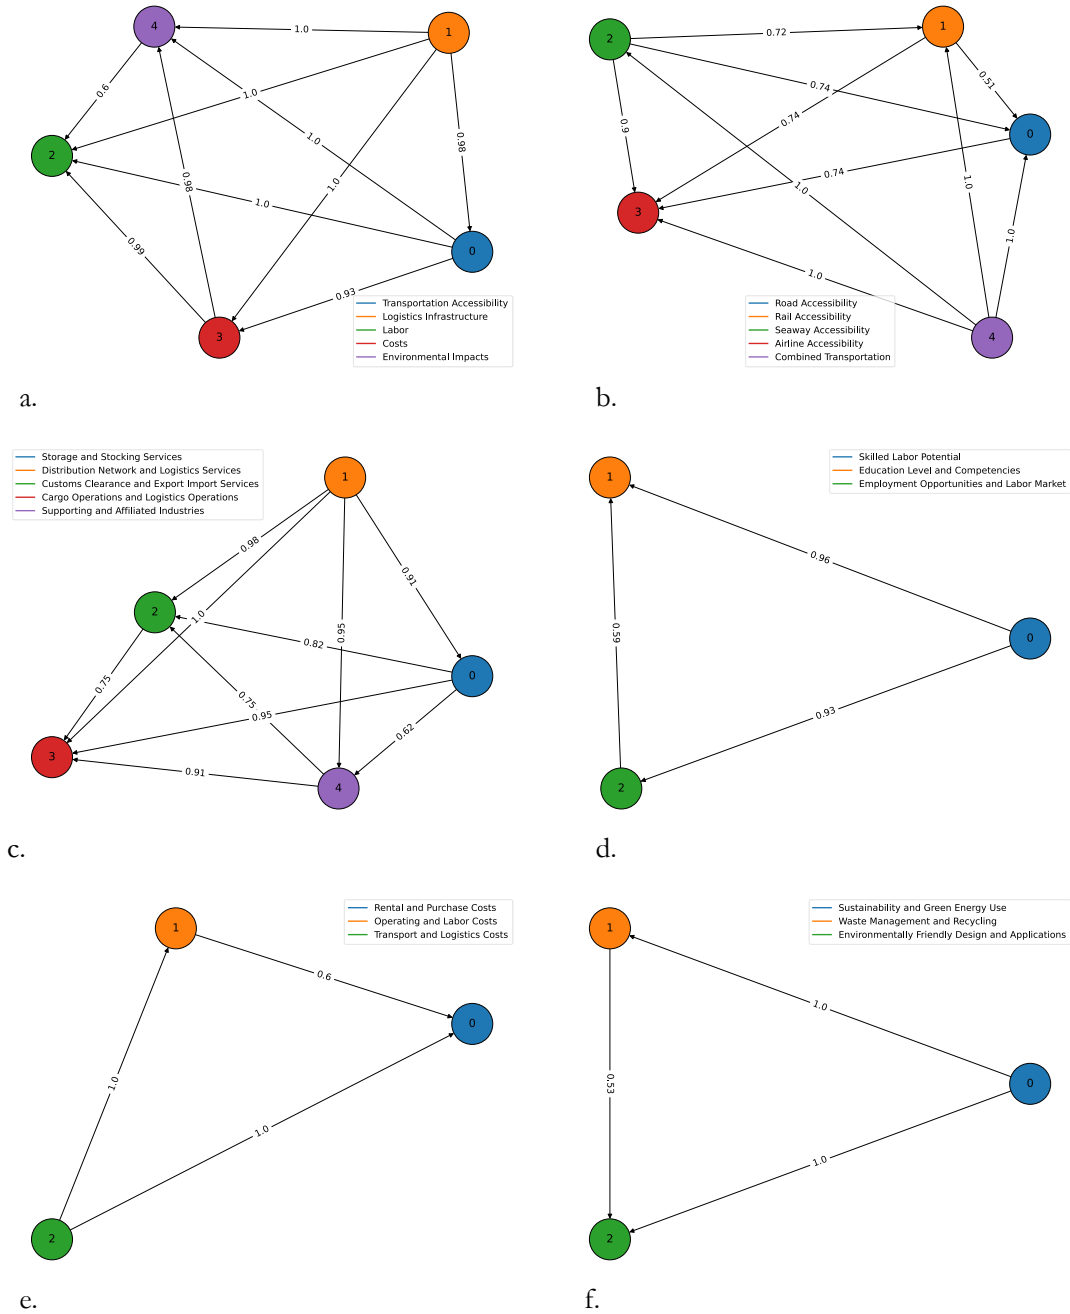 4
1
1.0
0.6
1.0
1.0
0.98
2
0.98
1.0
1.0
0.99
0
0.93
3
Transportation Accessibility
Logistics Infrastructure
Labor
Costs
Environmental Impacts
a.
2
0.72
1
0.51
0.74
0.9
0.74
0
0.74
1.0
1.0
3
1.0
1.0
4
Road Accessibility
Rail Accessibility
Seaway Accessibility
Airline Accessibility
Combined Transportation
b.
Storage and Stocking Services
Distribution Network and Logistics Services
Customs Clearance and Export Import Services
Cargo Operations and Logistics Operations
Supporting and Affiliated Industries
1
0.98
0.91
2
1.0
0.95
0.82
0
0.75
0.75
0.95
0.62
3
0.91
4
c.
Skilled Labor Potential
Education Level and Competencies
Employment Opportunities and Labor Market
1
0.96
0.59
0
0.93
2
d.
Rental and Purchase Costs
Operating and Labor Costs
Transport and Logistics Costs
1
0.6
0
1.0
1.0
2
e.
Sustainability and Green Energy Use
Waste Management and Recycling
Environmentally Friendly Design and Applications
1
1.0
0.53
0
1.0
2
f.